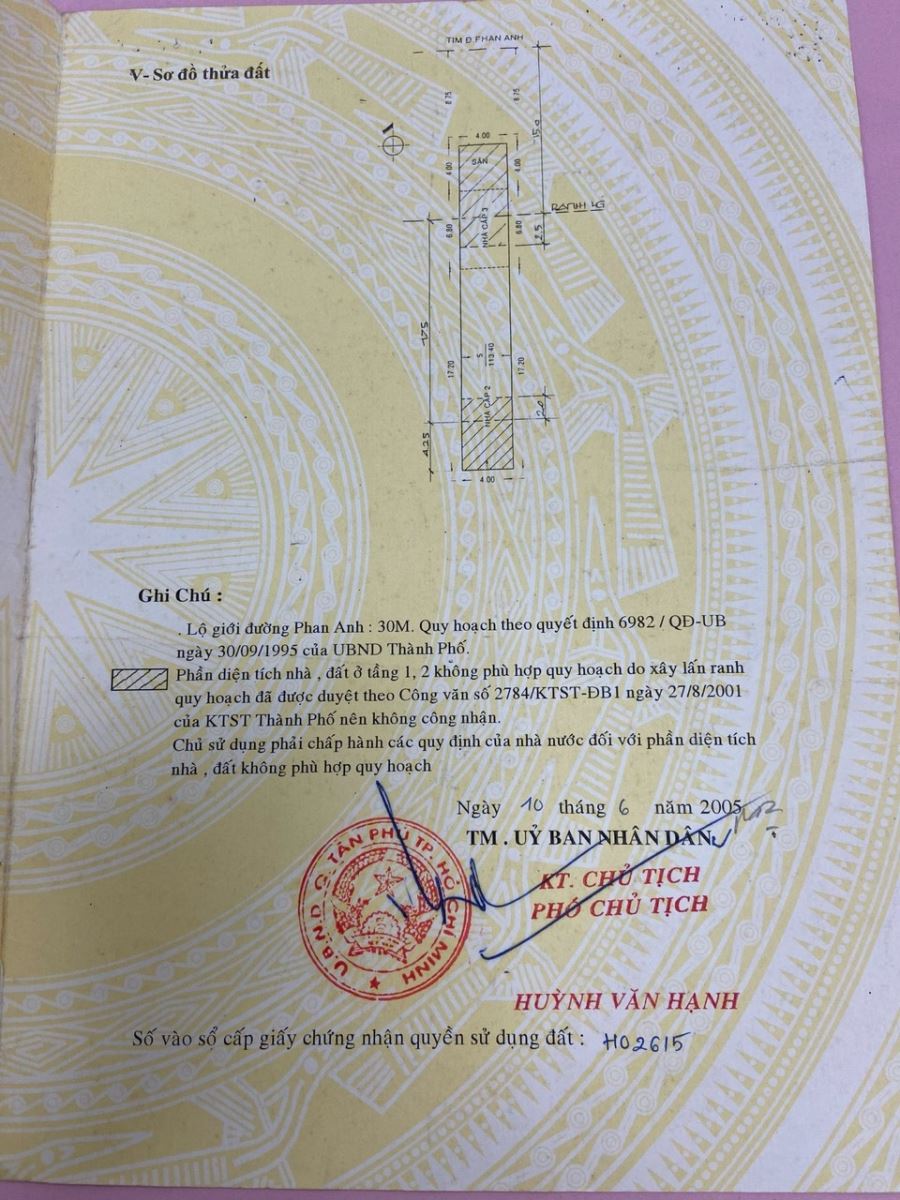 V- Sơ đồ thửa đất
TIM Đ.PHAN ANH
8.75
8.75
15.0
4.00
4.00
SÂN
4.00
RANH LG
6.80
NHÀ CẤP 3
6.80
2.5
17.20
5
113.40
17.20
NHÀ CẤP 2
2.0
4.25
4.00
Ghi Chú :
. Lộ giới đường Phan Anh : 30M. Quy hoạch theo quyết định 6982 / QĐ-UB
ngày 30/09/1995 của UBND Thành Phố.
Phần diện tích nhà , đất ở tầng 1, 2 không phù hợp quy hoạch do xây lấn ranh
quy hoạch đã được duyệt theo Công văn số 2784/KTST-ĐB1 ngày 27/8/2001
của KTST Thành Phố nên không công nhận.
Chủ sử dụng phải chấp hành các quy định của nhà nước đối với phần diện tích
nhà , đất không phù hợp quy hoạch
Ngày 10 tháng 6 năm 2005
TM . UỶ BAN NHÂN DÂN
KT. CHỦ TỊCH
PHÓ CHỦ TỊCH
U.B.N.D Q. TÂN PHÚ TP. HỒ CHÍ MINH
HUỲNH VĂN HẠNH
Số vào sổ cấp giấy chứng nhận quyền sử dụng đất : H02615